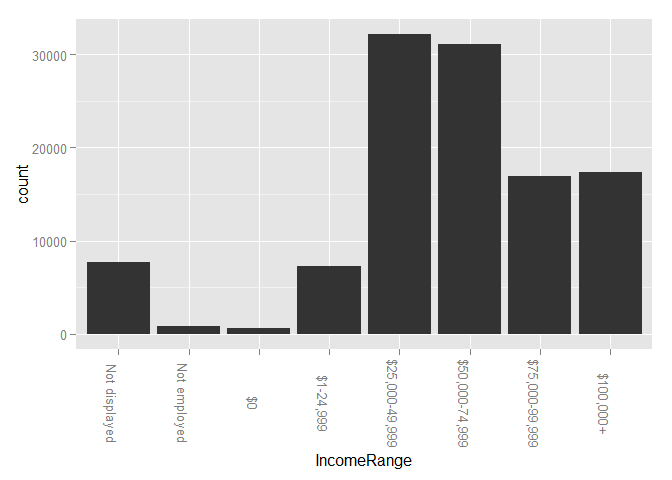 30000
20000
10000
0
count
Not displayed
Not employed
$0
$1-24,999
$25,000-49,999
$50,000-74,999
$75,000-99,999
$100,000+
IncomeRange